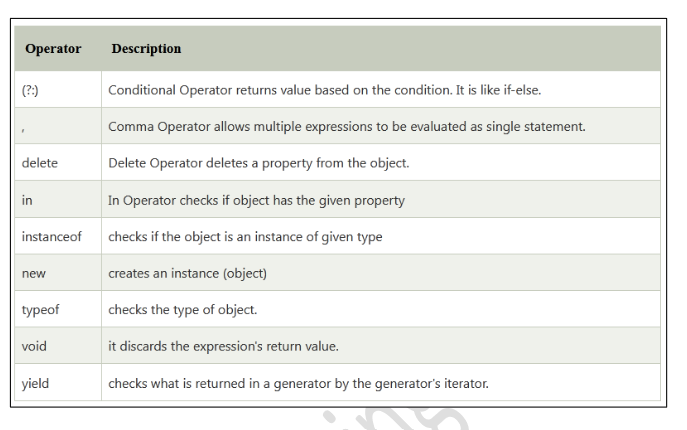 Operator Description
(?:) Conditional Operator returns value based on the condition. It is like if-else.
, Comma Operator allows multiple expressions to be evaluated as single statement.
delete Delete Operator deletes a property from the object.
in In Operator checks if object has the given property
instanceof checks if the object is an instance of given type
new creates an instance (object)
typeof checks the type of object.
void it discards the expression's return value.
yield checks what is returned in a generator by the generator's iterator.